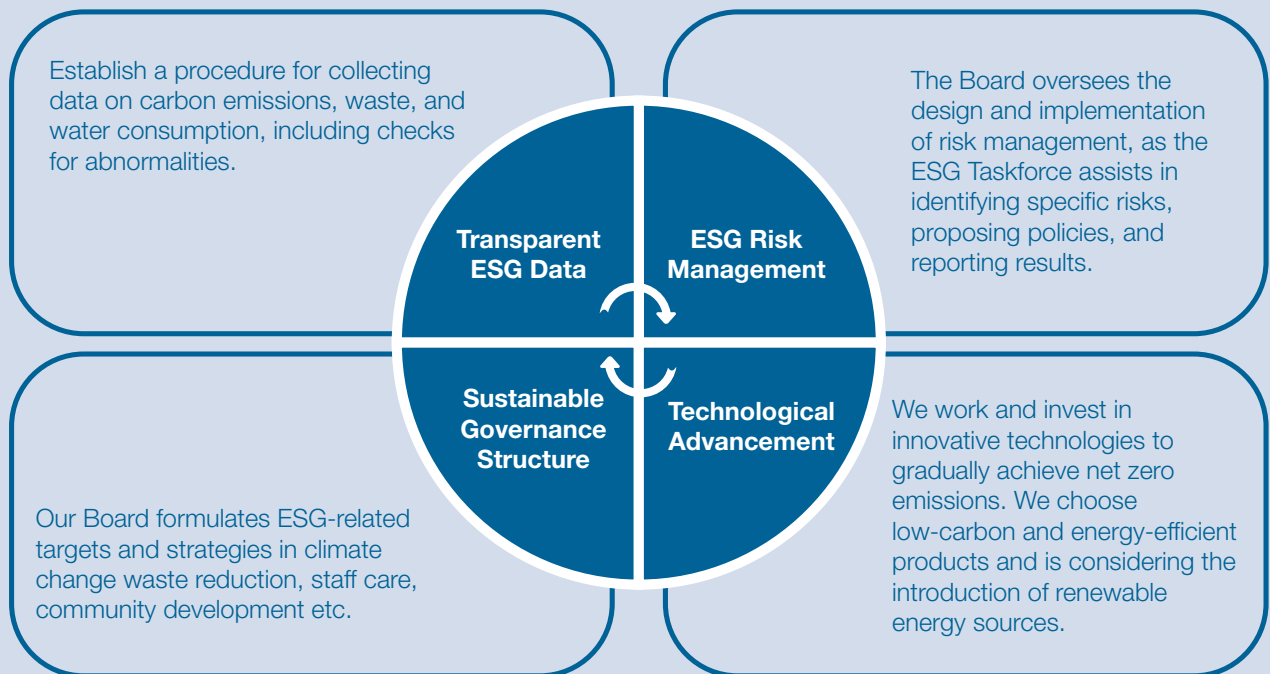 Establish a procedure for collecting
data on carbon emissions, waste, and
water consumption, including checks
for abnormalities.
The Board oversees the
design and implementation
of risk management, as the
ESG Taskforce assists in
identifying specific risks,
proposing policies, and
reporting results.
Transparent
ESG Data
ESG Risk
Management
Sustainable
Governance
Structure
Technological
Advancement
Our Board formulates ESG-related
targets and strategies in climate
change waste reduction, staff care,
community development etc.
We work and invest in
innovative technologies to
gradually achieve net zero
emissions. We choose
low-carbon and energy-efficient
products and is considering the
introduction of renewable
energy sources.